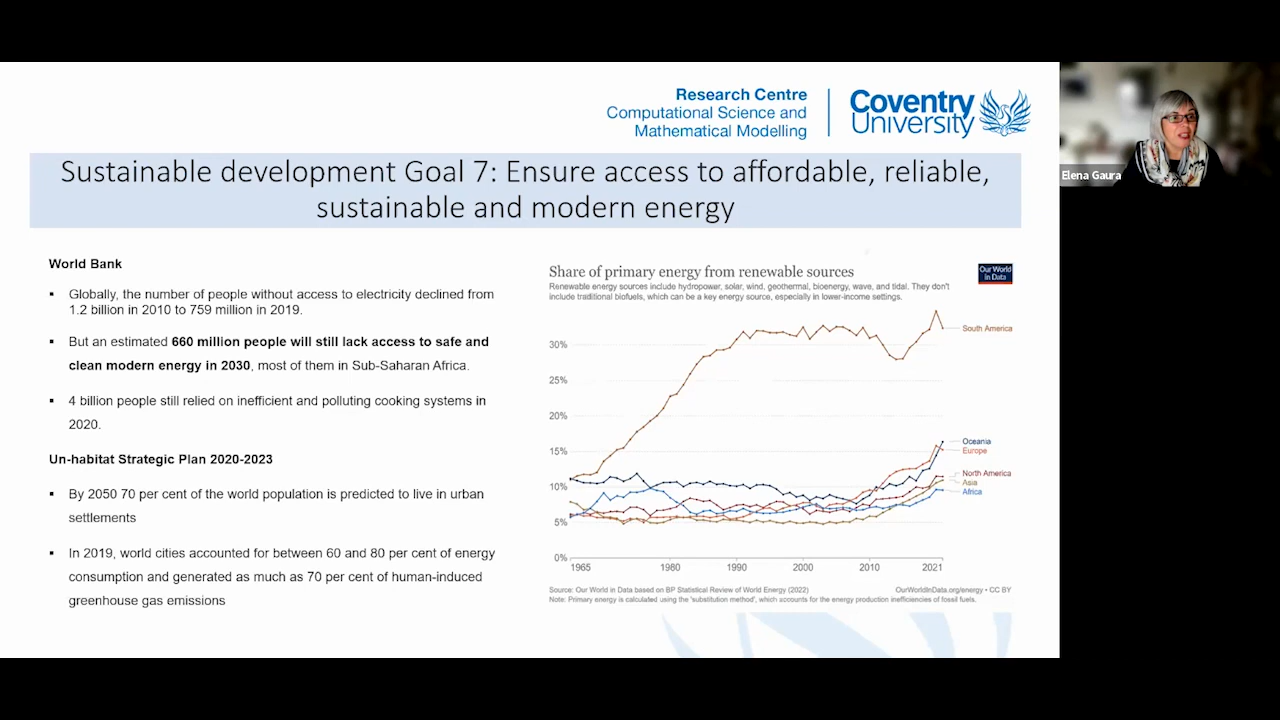 Research Centre
Computational Science and
Mathematical Modelling
Coventry
University
Elena Gaura
Sustainable development Goal 7: Ensure access to affordable, reliable,
sustainable and modern energy
World Bank
▪ Globally, the number of people without access to electricity declined from
1.2 billion in 2010 to 759 million in 2019.
▪ But an estimated 660 million people will still lack access to safe and
clean modern energy in 2030, most of them in Sub-Saharan Africa.
▪ 4 billion people still relied on inefficient and polluting cooking systems in
2020.
Un-habitat Strategic Plan 2020-2023
▪ By 2050 70 per cent of the world population is predicted to live in urban
settlements
▪ In 2019, world cities accounted for between 60 and 80 per cent of energy
consumption and generated as much as 70 per cent of human-induced
greenhouse gas emissions
Share of primary energy from renewable sources
Our World
in Data
Renewable energy sources include hydropower, solar, wind, geothermal, bioenergy, wave, and tidal. They don't
include traditional biofuels, which can be a key energy source, especially in lower-income settings.
South America
30%
25%
20%
15%
10%
5%
0%
Oceania
Europe
North America
Asia
Africa
1965 1980 1990 2000 2010 2021
Source: Our World in Data based on BP Statistical Review of World Energy (2022)
OurWorldInData.org/energy • CC BY
Note: Primary energy is calculated using the 'substitution method', which accounts for the energy production inefficiencies of fossil fuels.